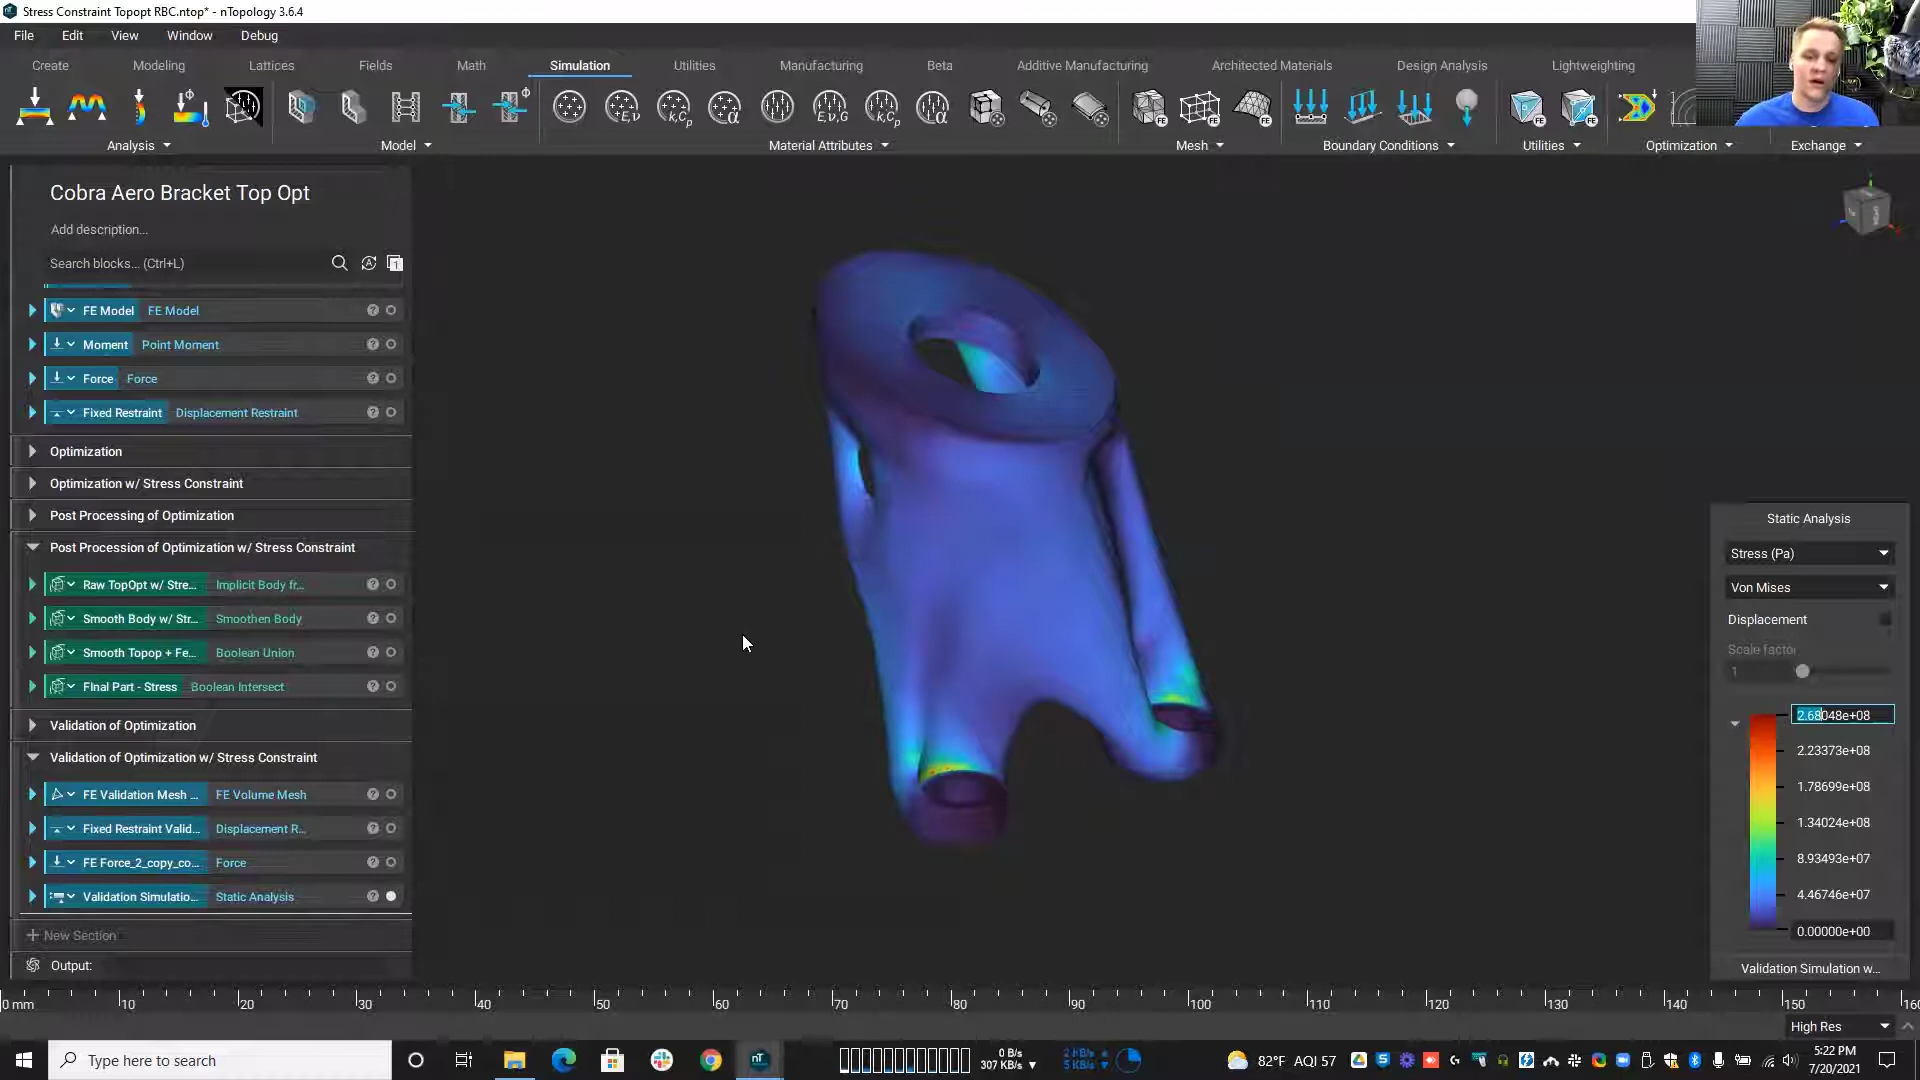 Stress Constraint Topopt RBC.ntop* - nTopology 3.6.4
File Edit View Window Debug
Create Modeling Lattices Fields Math Simulation Utilities Manufacturing Beta Additive Manufacturing Architected Materials Design Analysis Lightweighting
Analysis Model Material Attributes Mesh Boundary Conditions Utilities Optimization Exchange
Cobra Aero Bracket Top Opt
Add description...
Search blocks... (Ctrl+L)
FE Model FE Model
Moment Point Moment
Force Force
Fixed Restraint Displacement Restraint
Optimization
Optimization w/ Stress Constraint
Post Processing of Optimization
Post Procession of Optimization w/ Stress Constraint
Raw TopOpt w/ Stre... Implicit Body fr...
Smooth Body w/ Str... Smoothen Body
Smooth Topop + Fe... Boolean Union
FInal Part - Stress Boolean Intersect
Validation of Optimization
Validation of Optimization w/ Stress Constraint
FE Validation Mesh ... FE Volume Mesh
Fixed Restraint Valid... Displacement R...
FE Force_2_copy_co... Force
Validation Simulatio... Static Analysis
New Section
Output:
Static Analysis
Stress (Pa)
Von Mises
Displacement
Scale factor
1
2.68048e+08
2.23373e+08
1.78699e+08
1.34024e+08
8.93493e+07
4.46746e+07
0.00000e+00
Validation Simulation w...
0 mm 10 20 30 40 50 60 70 80 90 100 110 120 130 140 150 160
High Res
Type here to search
0 B/s
307 KB/s
2 KB/s
5 KB/s
82°F AQI 57
5:22 PM
7/20/2021